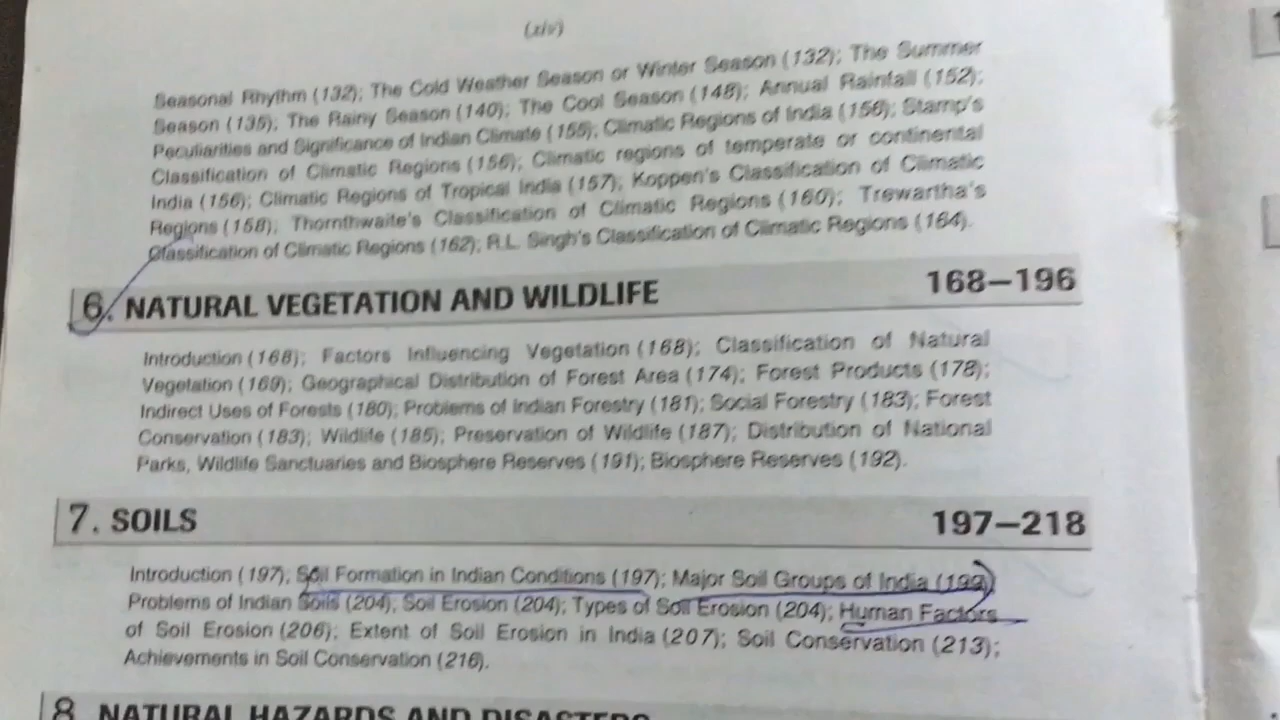 (xiv)
Seasonal Rhythm (132); The Cold Weather Season or Winter Season (132); The Summer
Season (135); The Rainy Season (140); The Cool Season (148); Annual Rainfall (152);
Peculiarities and Significance of Indian Climate (155); Climatic Regions of India (156); Stamp's
Classification of Climatic Regions (156); Climatic regions of temperate or continental
India (156); Climatic Regions of Tropical India (157); Koppen's Classification of Climatic
Regions (158); Thornthwaite's Classification of Climatic Regions (160); Trewartha's
Classification of Climatic Regions (162); R.L. Singh's Classification of Climatic Regions (164).
6. NATURAL VEGETATION AND WILDLIFE 168–196
Introduction (168); Factors Influencing Vegetation (168); Classification of Natural
Vegetation (169); Geographical Distribution of Forest Area (174); Forest Products (178);
Indirect Uses of Forests (180); Problems of Indian Forestry (181); Social Forestry (183); Forest
Conservation (183); Wildlife (185); Preservation of Wildlife (187); Distribution of National
Parks, Wildlife Sanctuaries and Biosphere Reserves (191); Biosphere Reserves (192).
7. SOILS 197–218
Introduction (197); Soil Formation in Indian Conditions (197); Major Soil Groups of India (199)
Problems of Indian Soils (204); Soil Erosion (204); Types of Soil Erosion (204); Human Factors
of Soil Erosion (206); Extent of Soil Erosion in India (207); Soil Conservation (213);
Achievements in Soil Conservation (216).
8. NATURAL HAZARDS AND DISASTERS